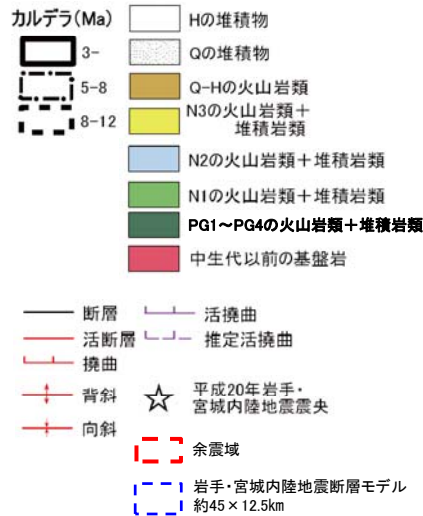 カルデラ(Ma)
3-
5-8
8-12
Hの堆積物
Qの堆積物
Q-Hの火山岩類
N3の火山岩類＋
堆積岩類
N2の火山岩類＋堆積岩類
N1の火山岩類＋堆積岩類
PG1～PG4の火山岩類＋堆積岩類
中生代以前の基盤岩
断層
活撓曲
活断層
推定活撓曲
撓曲
背斜
平成20年岩手・
宮城内陸地震震央
向斜
余震域
岩手・宮城内陸地震断層モデル
約45×12.5km